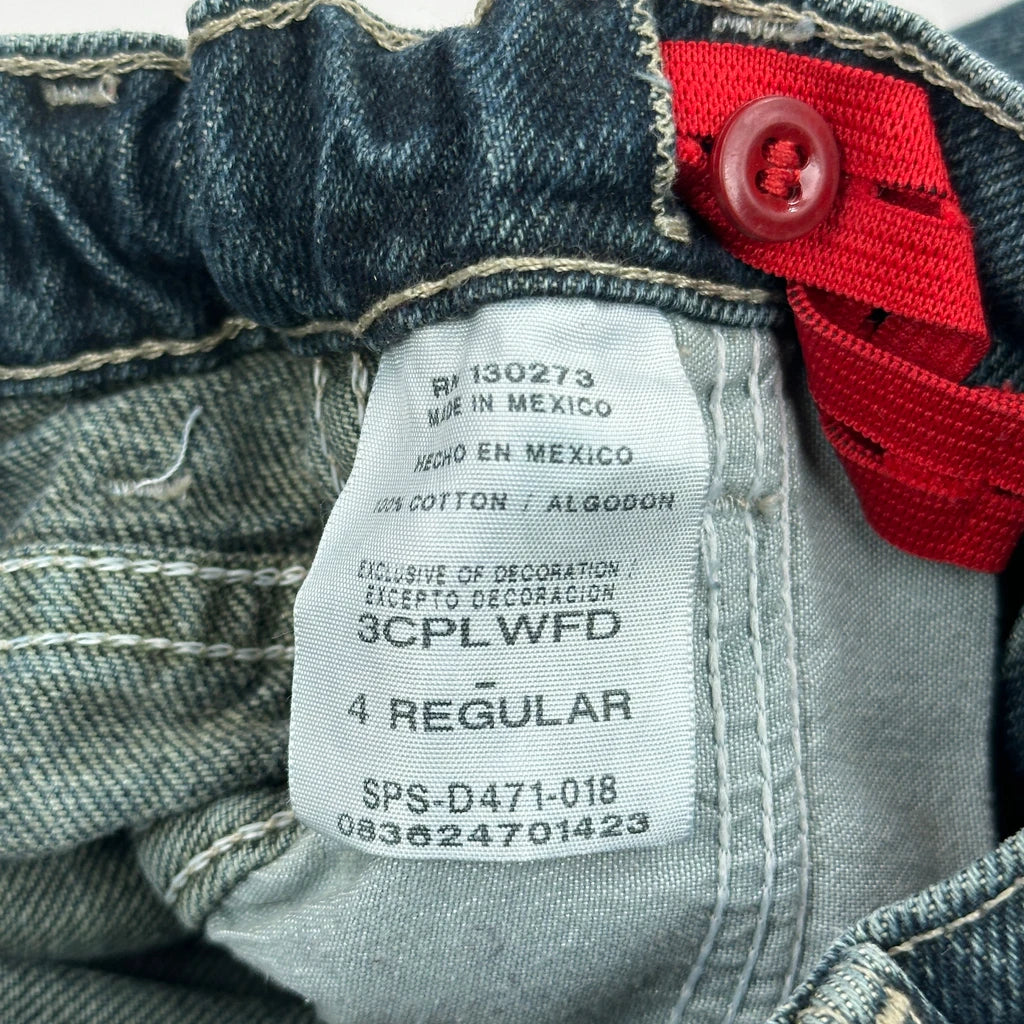 RN 130273
MADE IN MEXICO
HECHO EN MEXICO
100% COTTON / ALGODON
EXCLUSIVE OF DECORATION /
EXCEPTO DECORACION
3CPLWFD
-
4 REGULAR
SPS-D471-018
083624701423